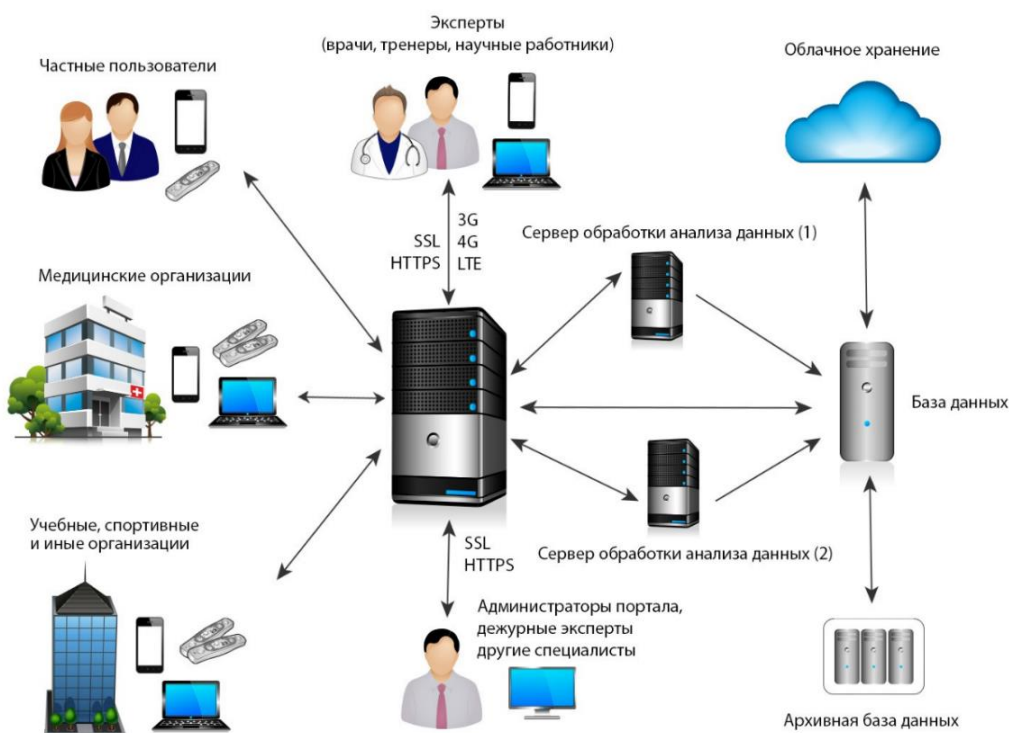 Эксперты
(врачи, тренеры, научные работники)
Облачное хранение
Частные пользователи
3G
SSL 4G
HTTPS LTE
Сервер обработки анализа данных (1)
Медицинские организации
База данных
Учебные, спортивные
и иные организации
SSL
HTTPS
Сервер обработки анализа данных (2)
Администраторы портала,
дежурные эксперты
другие специалисты
Архивная база данных